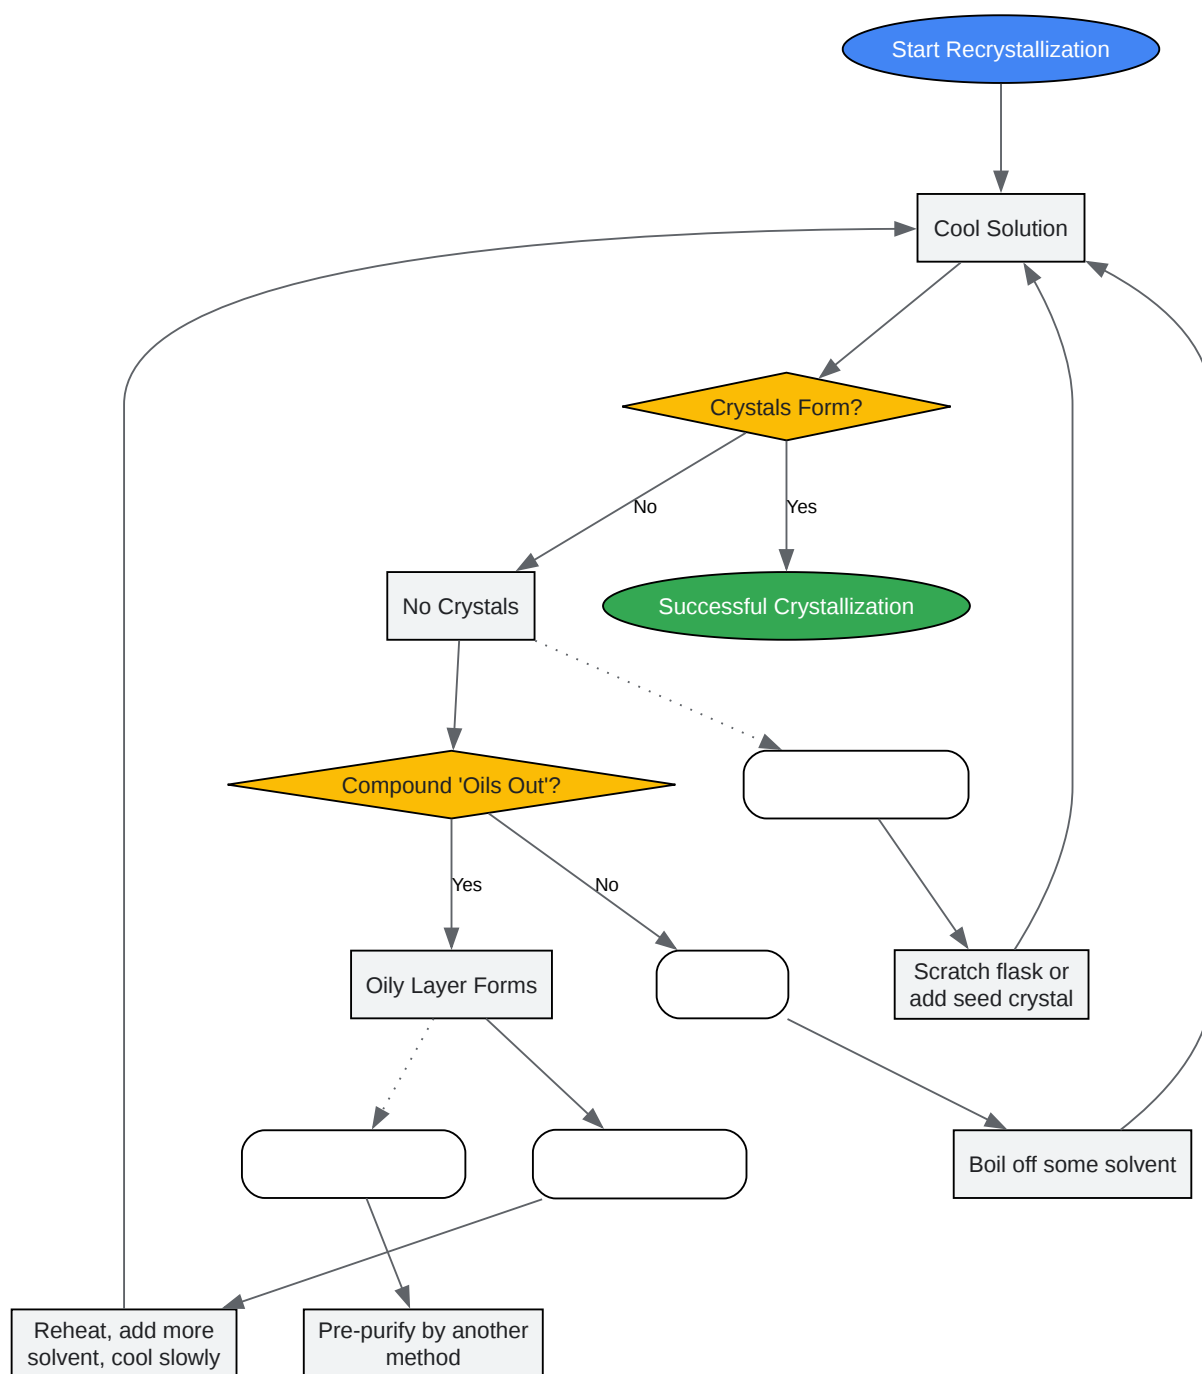 Start Recrystallization
Cool Solution
Crystals Form?
No
Yes
No Crystals
Successful Crystallization
Compound 'Oils Out'?
Yes
No
Oily Layer Forms
Scratch flask or
add seed crystal
Boil off some solvent
Reheat, add more
solvent, cool slowly
Pre-purify by another
method